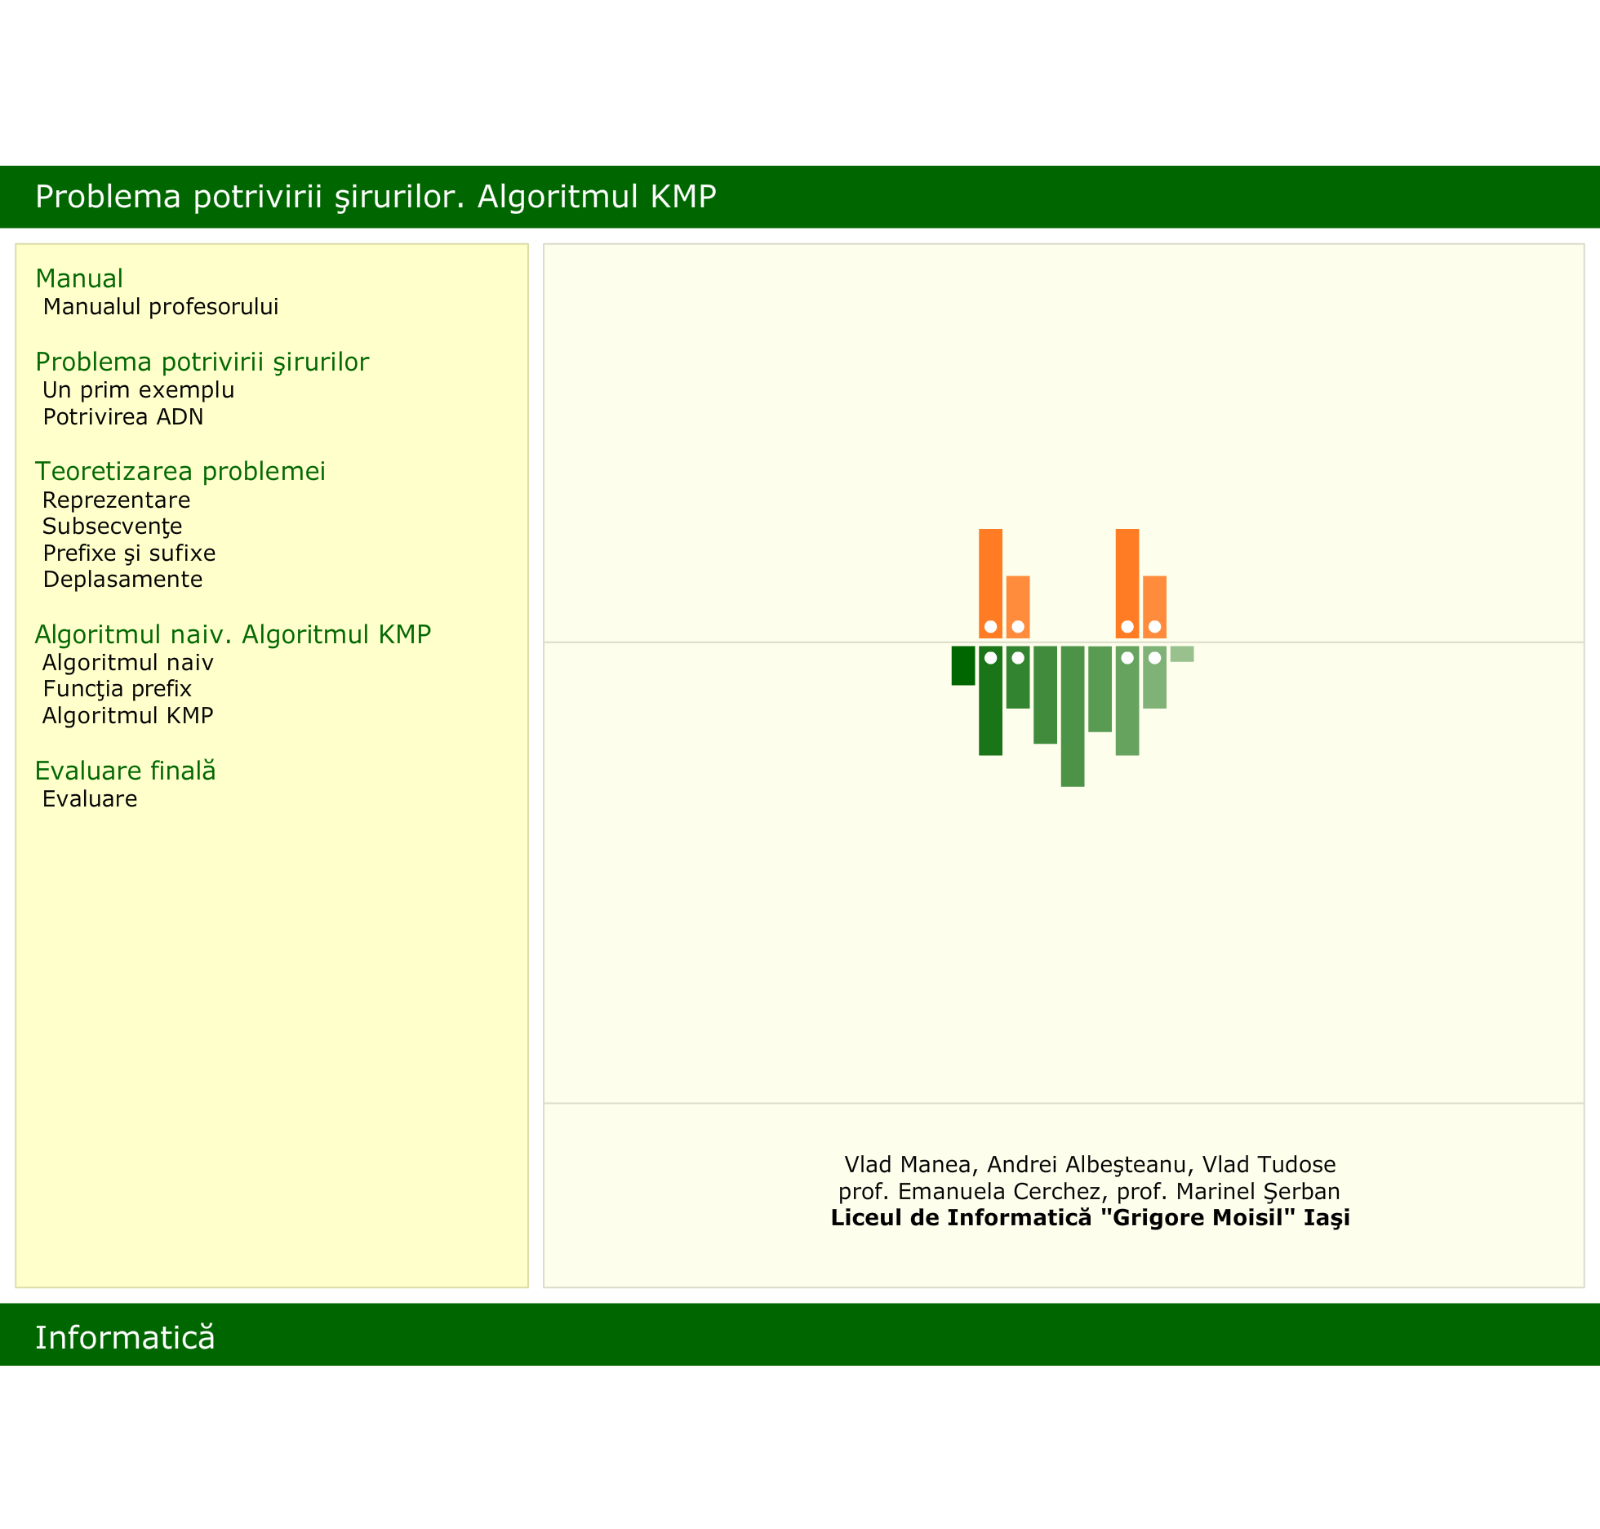 Problema potrivirii şirurilor. Algoritmul KMP
Manual
Manualul profesorului
Problema potrivirii şirurilor
Un prim exemplu
Potrivirea ADN
Teoretizarea problemei
Reprezentare
Subsecvenţe
Prefixe şi sufixe
Deplasamente
Algoritmul naiv. Algoritmul KMP
Algoritmul naiv
Funcţia prefix
Algoritmul KMP
Evaluare finală
Evaluare
Vlad Manea, Andrei Albeşteanu, Vlad Tudose
prof. Emanuela Cerchez, prof. Marinel Şerban
Liceul de Informatică "Grigore Moisil" Iaşi
Informatică